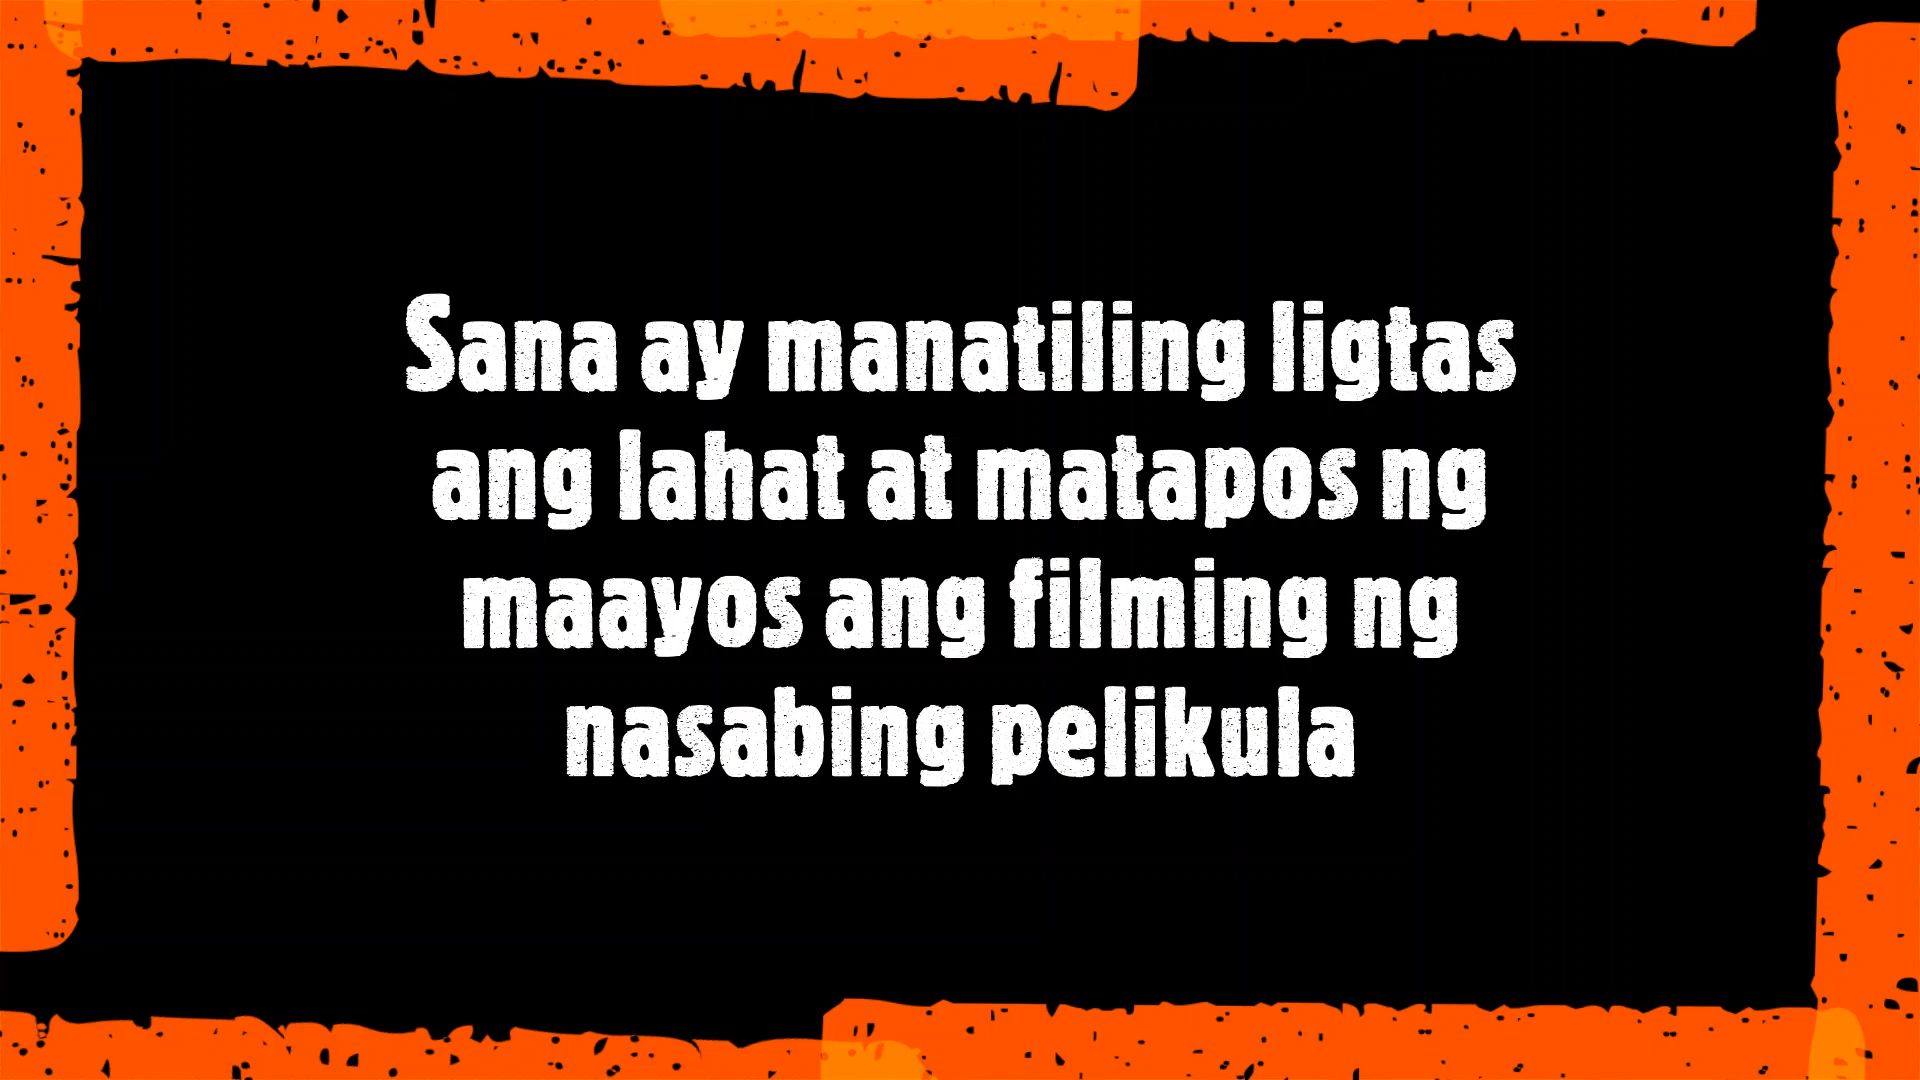 Sana ay manatiling ligtas
ang lahat at matapos ng
maayos ang filming ng
nasabing pelikula